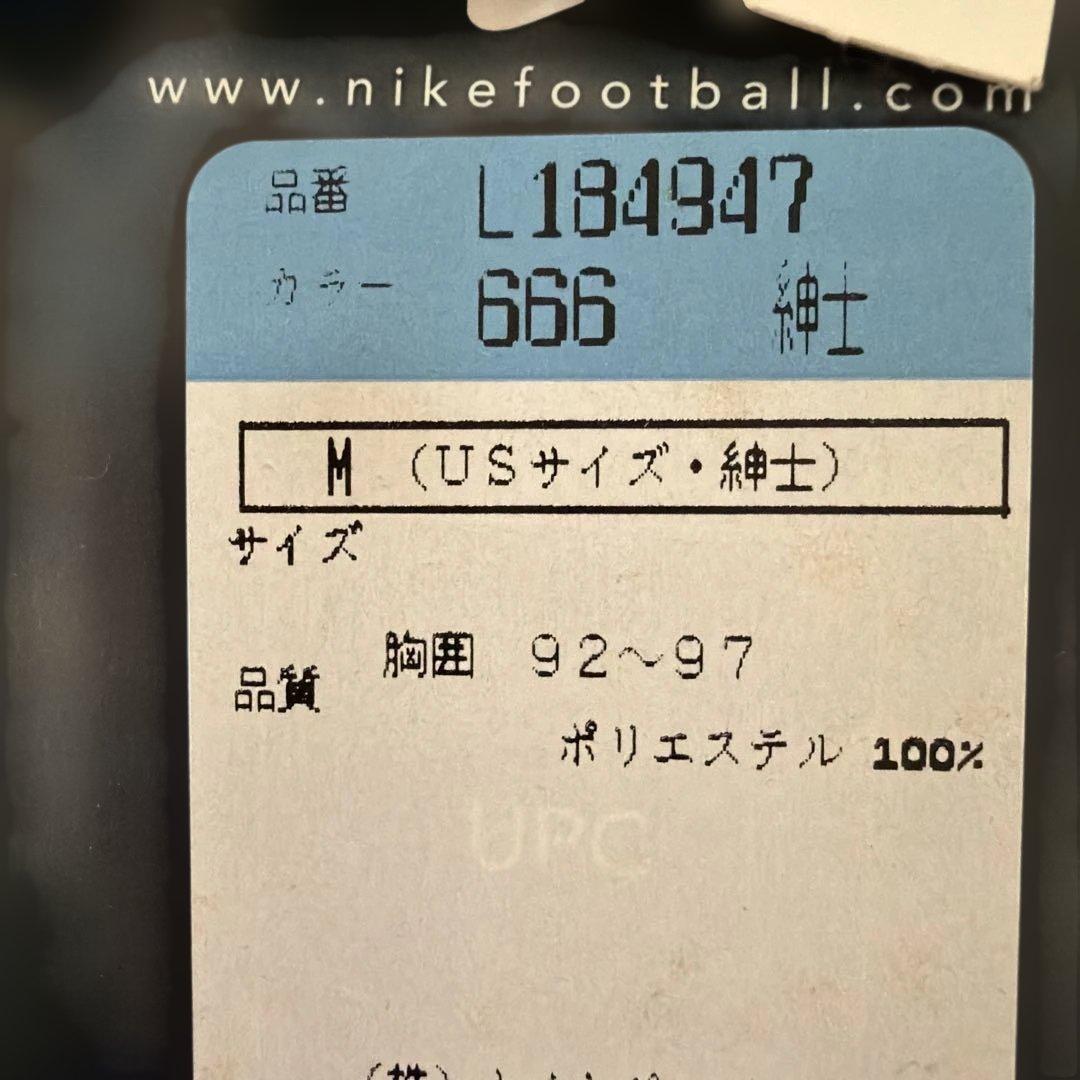 www.nikefootball.com
品番 L184947
カラー 666 紳士
M （USサイズ・紳士）
サイズ
胸囲 92～97
品質
ポリエステル 100%
UPC
（株）